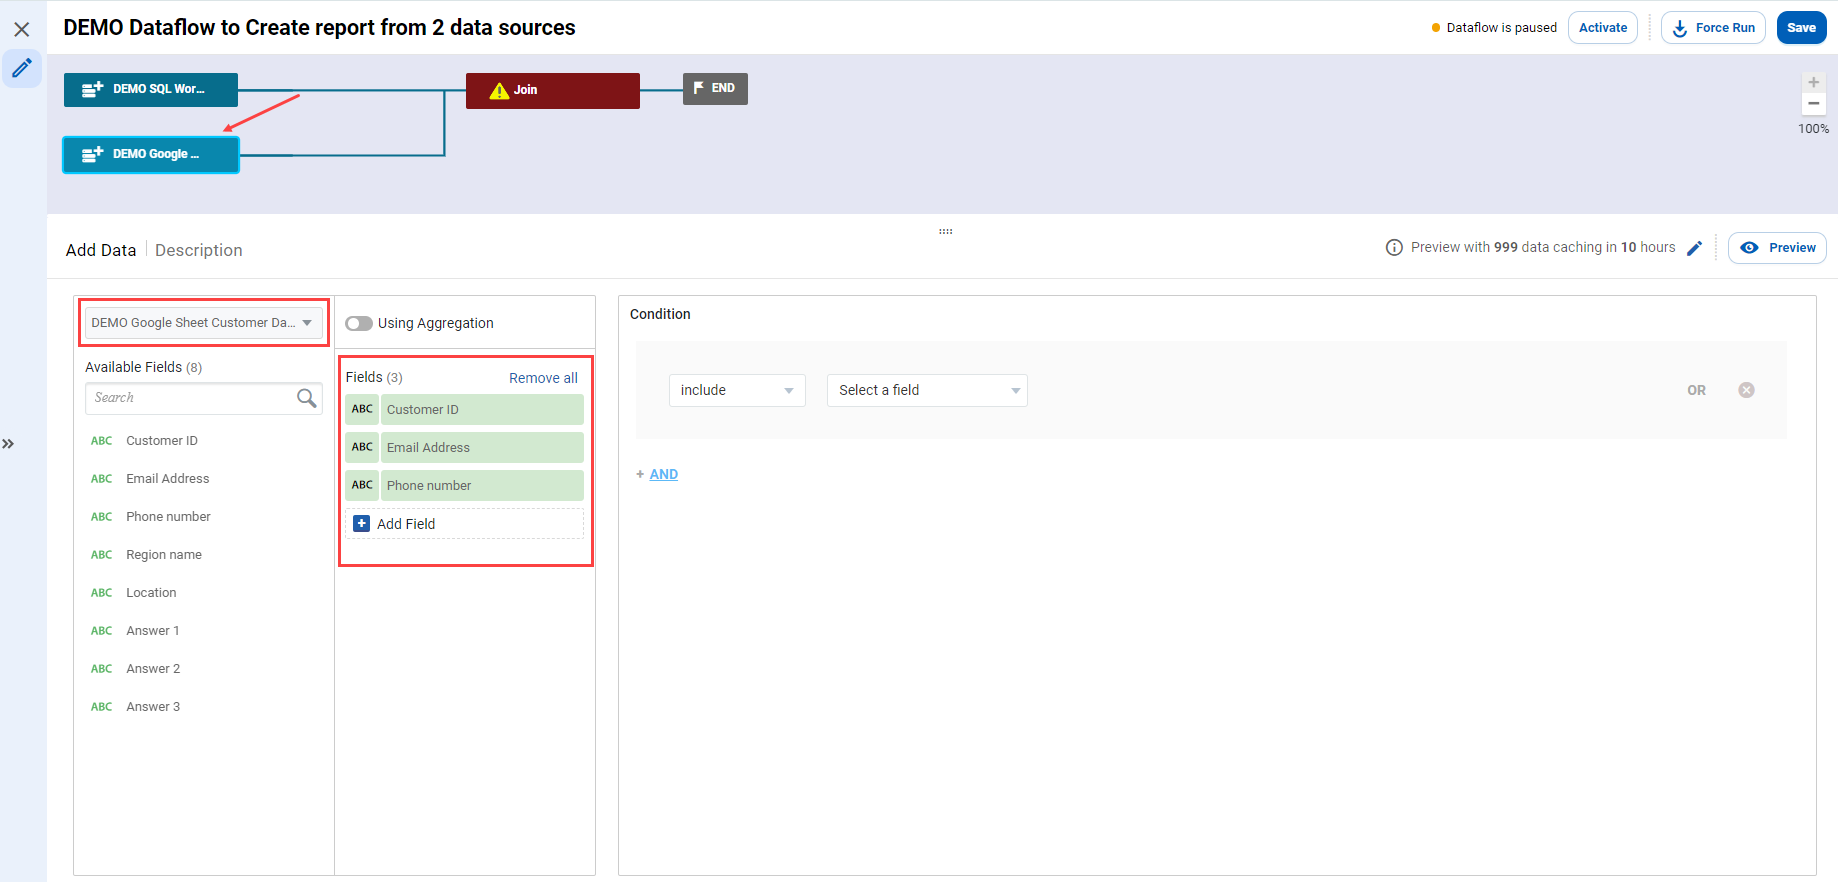 DEMO Dataflow to Create report from 2 data sources
Dataflow is paused
Activate
Force Run
Save
DEMO SQL Wor...
Join
END
DEMO Google ...
100%
Add Data
Description
Preview with 999 data caching in 10 hours
Preview
DEMO Google Sheet Customer Da...
Using Aggregation
Available Fields (8)
Search
ABC Customer ID
ABC Email Address
ABC Phone number
ABC Region name
ABC Location
ABC Answer 1
ABC Answer 2
ABC Answer 3
Fields (3)
Remove all
ABC Customer ID
ABC Email Address
ABC Phone number
Add Field
Condition
include
Select a field
OR
+ AND